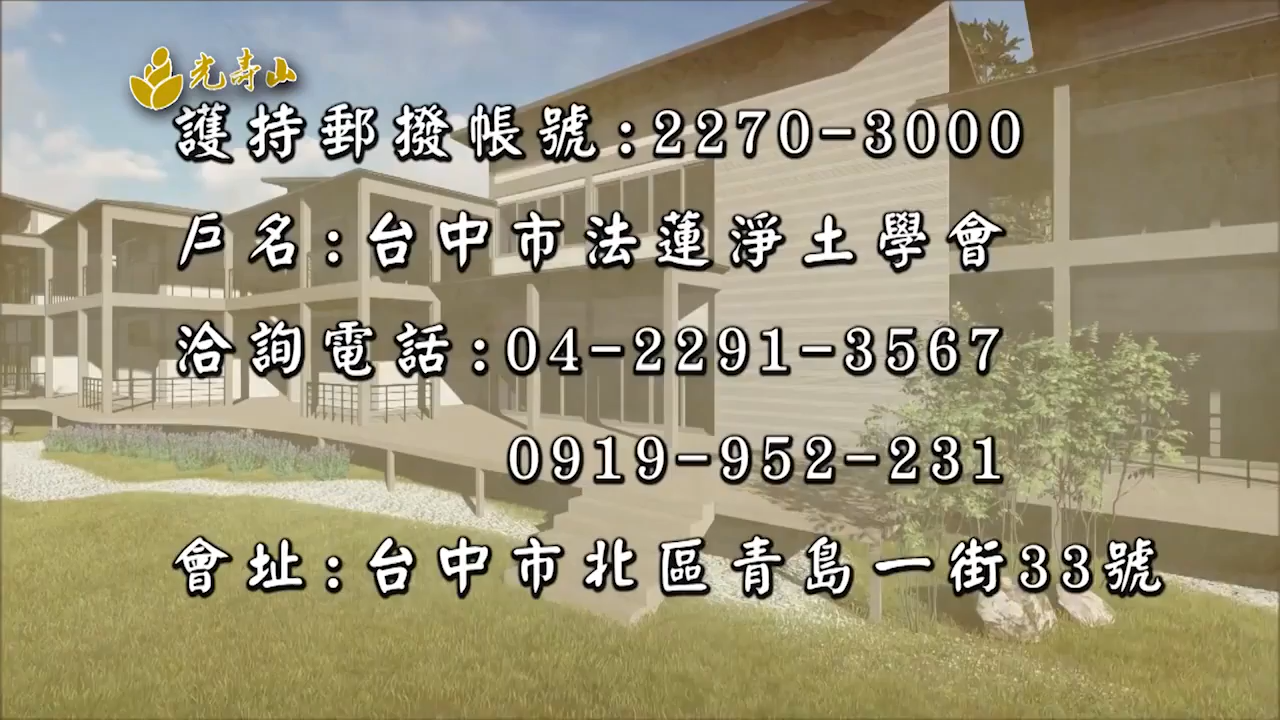 光壽山
護持郵撥帳號:2270-3000
戶名:台中市法蓮淨土學會
洽詢電話:04-2291-3567
0919-952-231
會址:台中市北區青島一街33號